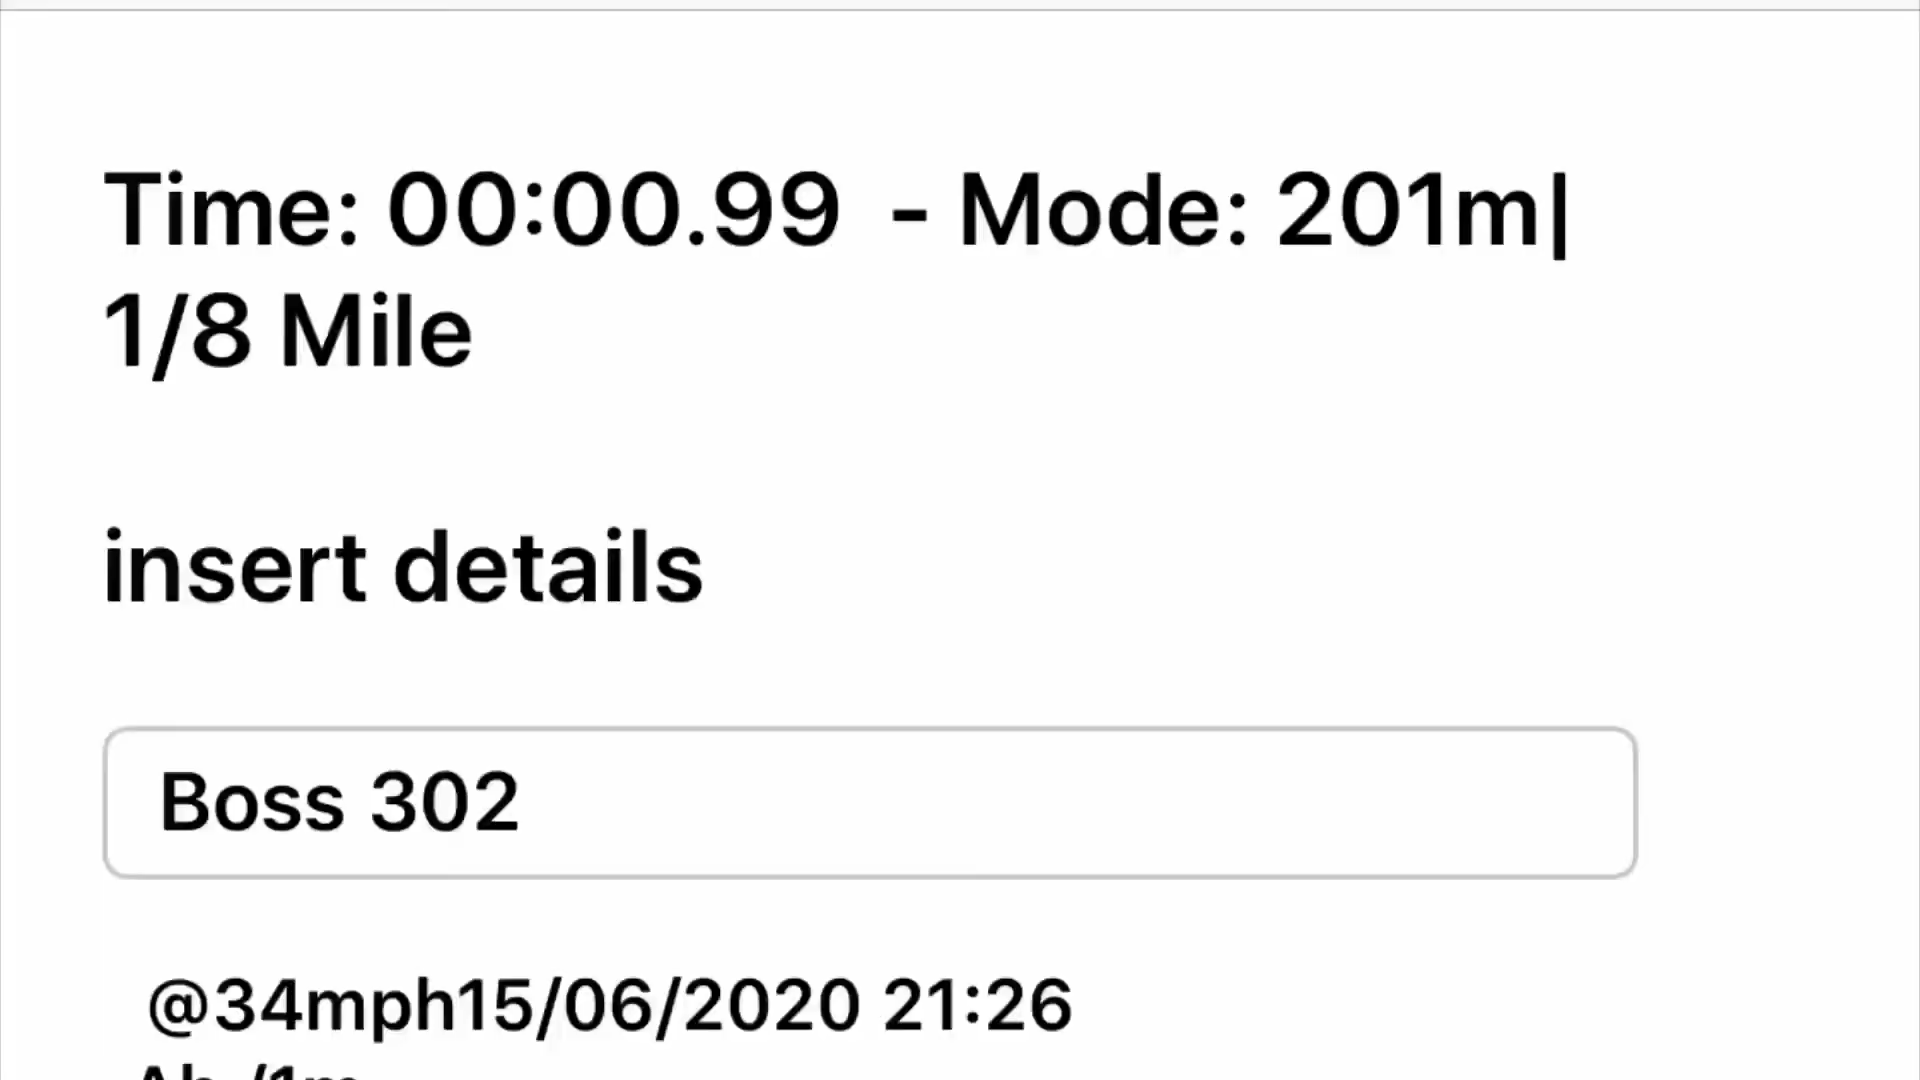 Time: 00:00.99 - Mode: 201m|
1/8 Mile
insert details
Boss 302
@34mph15/06/2020 21:26